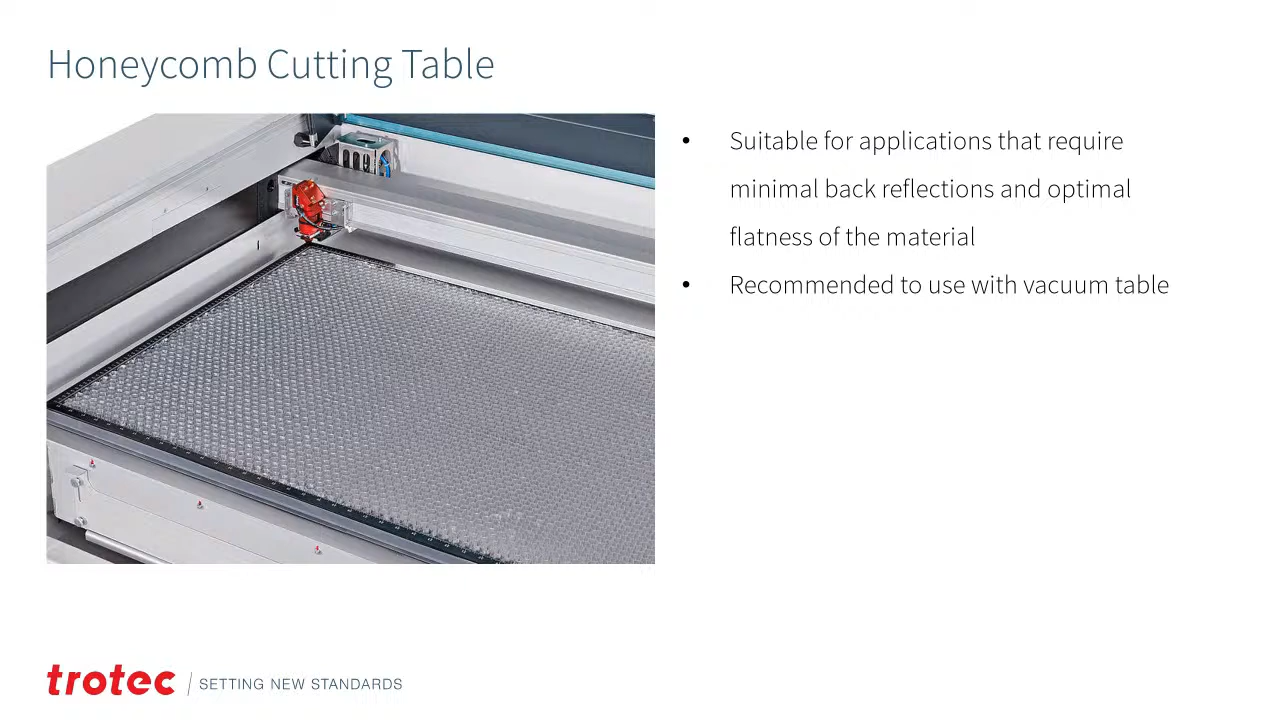 Honeycomb Cutting Table
• Suitable for applications that require
minimal back reflections and optimal
flatness of the material
• Recommended to use with vacuum table
trotec / SETTING NEW STANDARDS